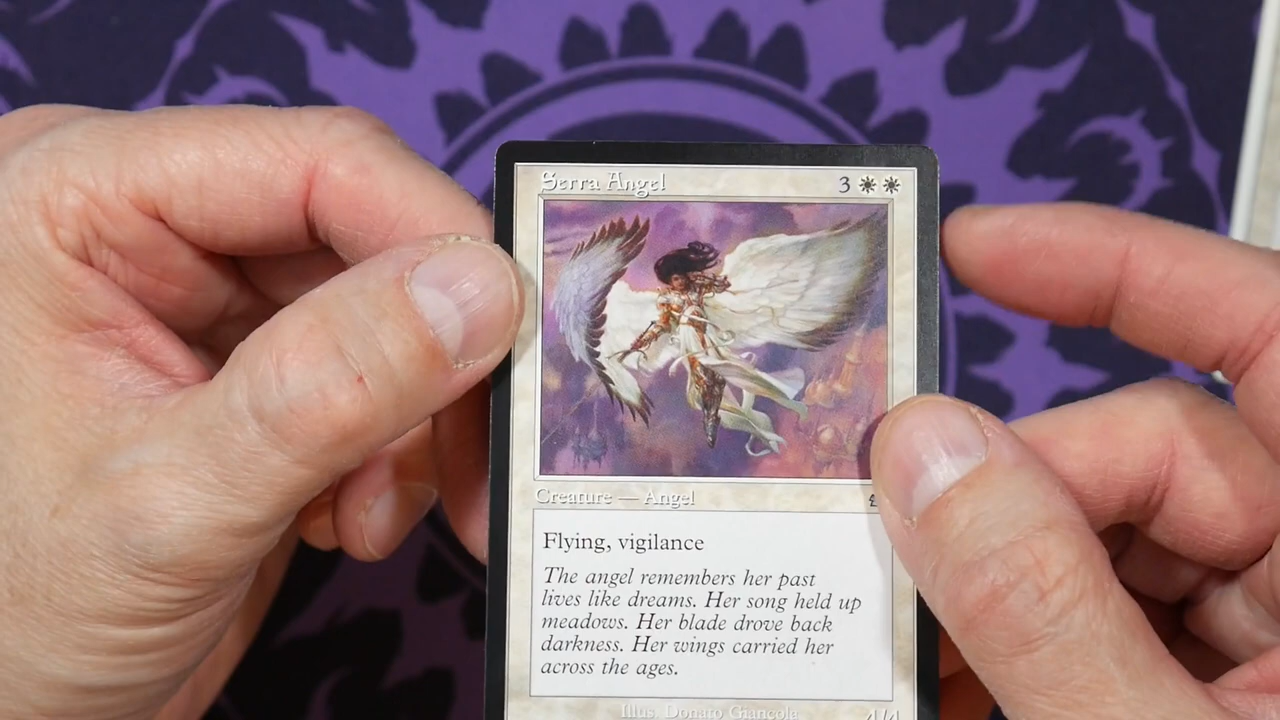 Serra Angel 3
Creature — Angel
Flying, vigilance
The angel remembers her past
lives like dreams. Her song held up
meadows. Her blade drove back
darkness. Her wings carried her
across the ages.
Illus. Donato Giancola
4/4